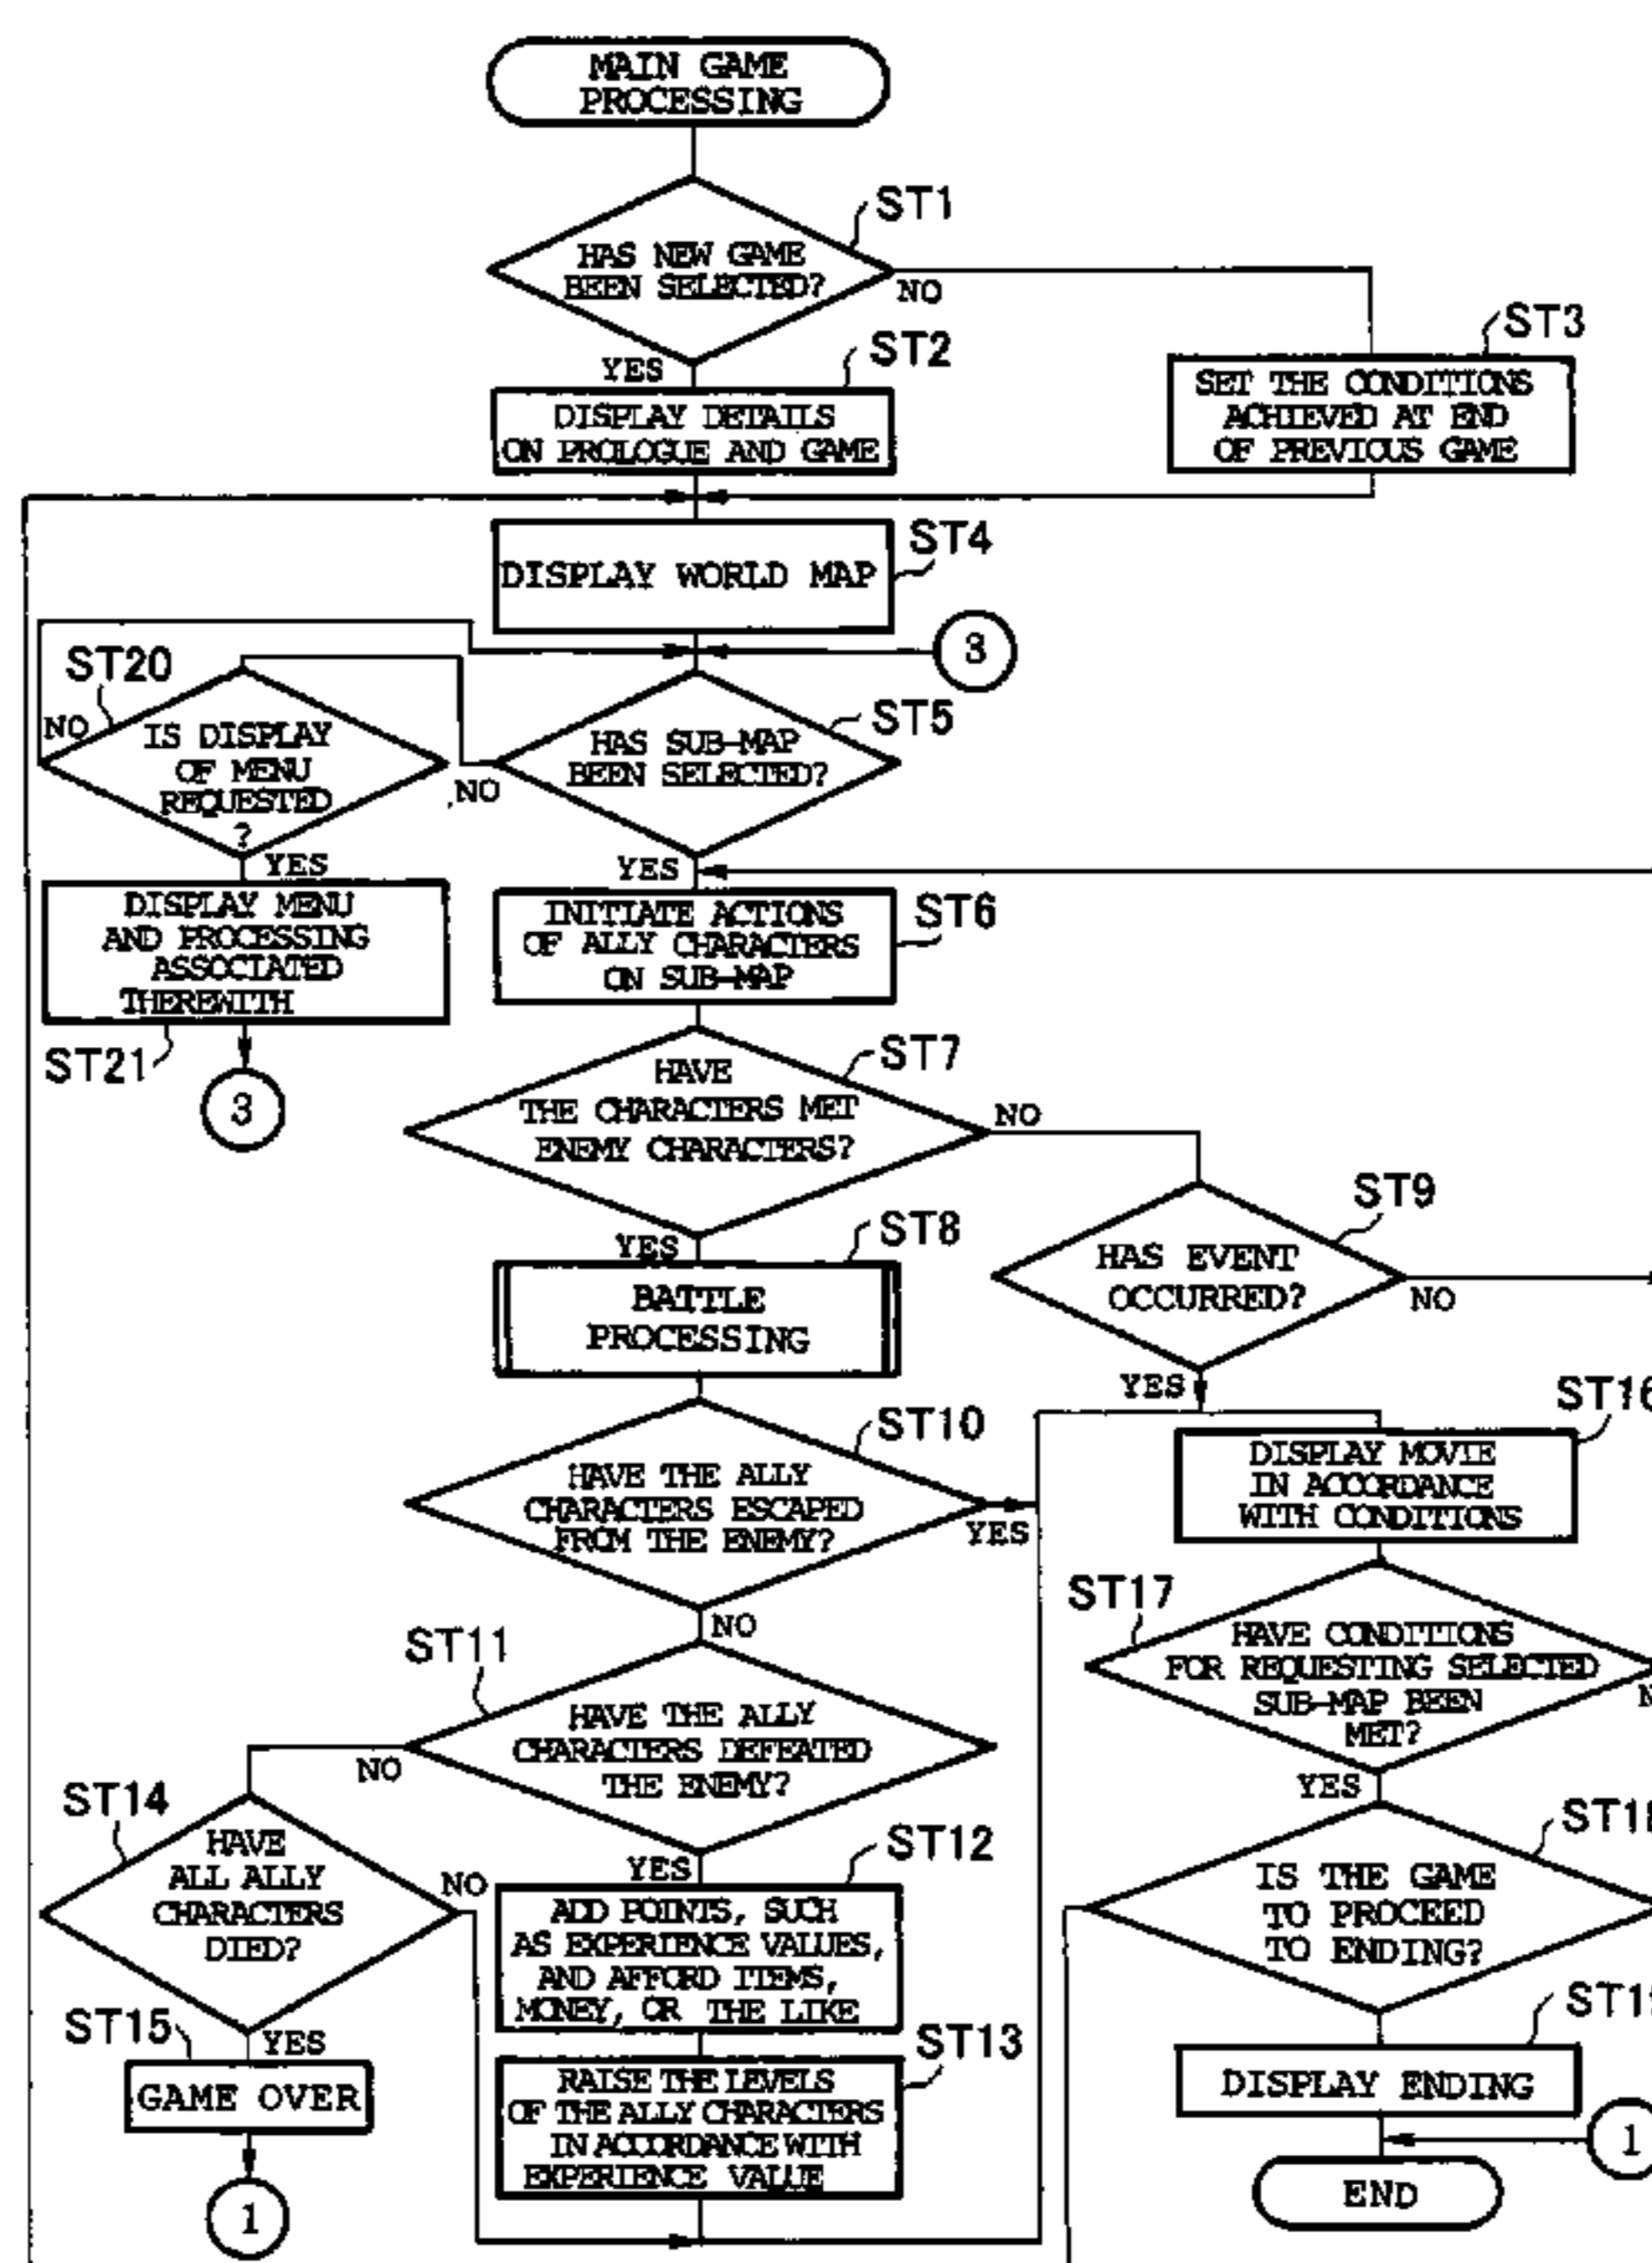 MAIN GAME
PROCESSING
ST1
HAS NEW GAME
BEEN SELECTED?
NO
YES
ST2
DISPLAY DETAILS
ON PROLOGUE AND GAME
ST3
SET THE CONDITIONS
ACHIEVED AT END
OF PREVIOUS GAME
ST4
DISPLAY WORLD MAP
3
ST20
NO
IS DISPLAY
OF MENU
REQUESTED
?
YES
ST5
HAS SUB-MAP
BEEN SELECTED?
NO
YES
DISPLAY MENU
AND PROCESSING
ASSOCIATED
THEREWITH
ST21
3
ST6
INITIATE ACTIONS
OF ALLY CHARACTERS
ON SUB-MAP
ST7
HAVE
THE CHARACTERS MET
ENEMY CHARACTERS?
NO
YES
ST8
BATTLE
PROCESSING
ST9
HAS EVENT
OCCURRED?
NO
YES
ST10
HAVE THE ALLY
CHARACTERS ESCAPED
FROM THE ENEMY?
YES
NO
ST16
DISPLAY MOVIE
IN ACCORDANCE
WITH CONDITIONS
ST17
HAVE CONDITIONS
FOR REQUESTING SELECTED
SUB-MAP BEEN
MET?
YES
ST11
HAVE THE ALLY
CHARACTERS DEFEATED
THE ENEMY?
NO
YES
ST14
HAVE
ALL ALLY
CHARACTERS
DIED?
NO
YES
ST12
ADD POINTS, SUCH
AS EXPERIENCE VALUES,
AND AFFORD ITEMS,
MONEY, OR THE LIKE
IS THE GAME
TO PROCEED
TO ENDING?
ST15
GAME OVER
1
ST13
RAISE THE LEVELS
OF THE ALLY CHARACTERS
IN ACCORDANCE WITH
EXPERIENCE VALUE
DISPLAY ENDING
1
END